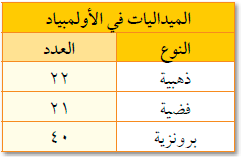 الميداليات في الأولمبياد
النوع العدد
ذهبية ٢٢
فضية ٢١
برونزية ٤٠